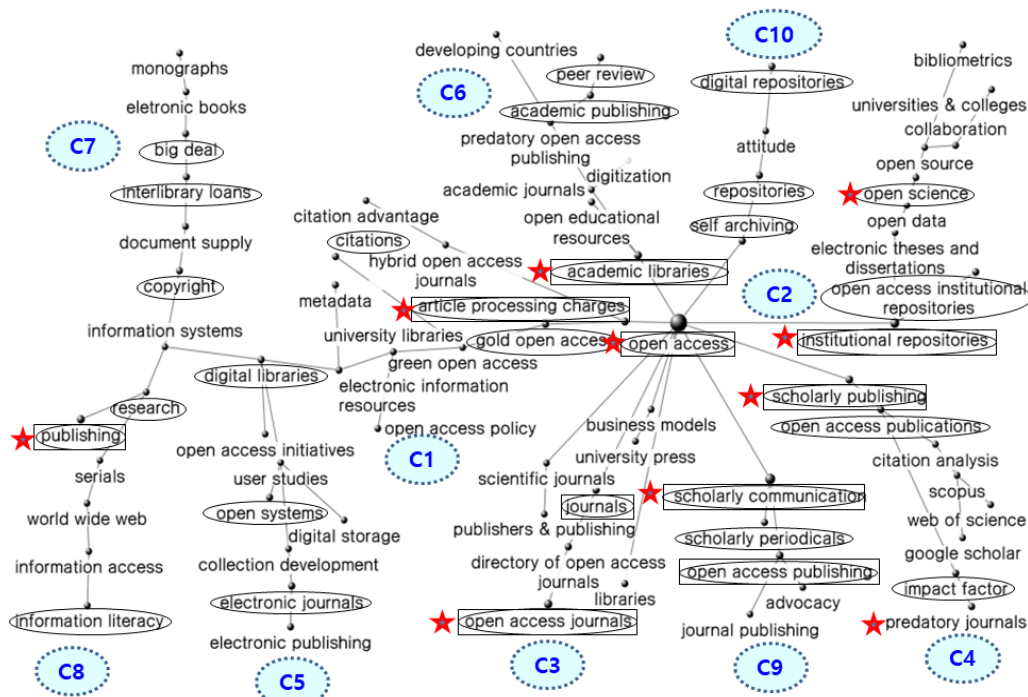 C10
developing countries
monographs
bibliometrics
peer review
digital repositories
C6
eletronic books
academic publishing
universities & colleges
collaboration
C7
big deal
predatory open access
publishing
attitude
open source
interlibrary loans
digitization
academic journals
repositories
open science
citation advantage
open educational
resources
self archiving
open data
document supply
citations
hybrid open access
journals
academic libraries
electronic theses and
dissertations
copyright
metadata
article processing charges
C2
open access institutional
repositories
information systems
university libraries
gold open access
open access
institutional repositories
green open access
digital libraries
electronic information
resources
scholarly publishing
research
publishing
open access policy
business models
open access publications
open access initiatives
C1
university press
citation analysis
serials
user studies
scientific journals
scopus
journals
scholarly communication
open systems
world wide web
digital storage
publishers & publishing
web of science
scholarly periodicals
information access
collection development
directory of open access
journals
google scholar
open access publishing
libraries
advocacy
impact factor
electronic journals
information literacy
open access journals
journal publishing
predatory journals
electronic publishing
C8
C5
C3
C9
C4